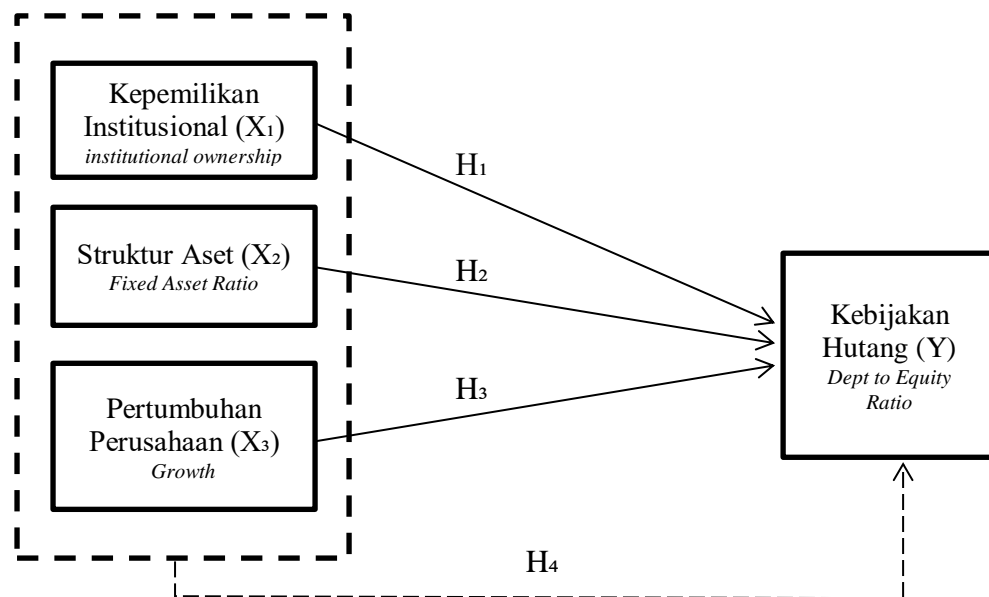 Kepemilikan
Institusional (X₁)
institutional ownership
Struktur Aset (X₂)
Fixed Asset Ratio
Pertumbuhan
Perusahaan (X₃)
Growth
H₁
H₂
H₃
Kebijakan
Hutang (Y)
Dept to Equity
Ratio
H₄